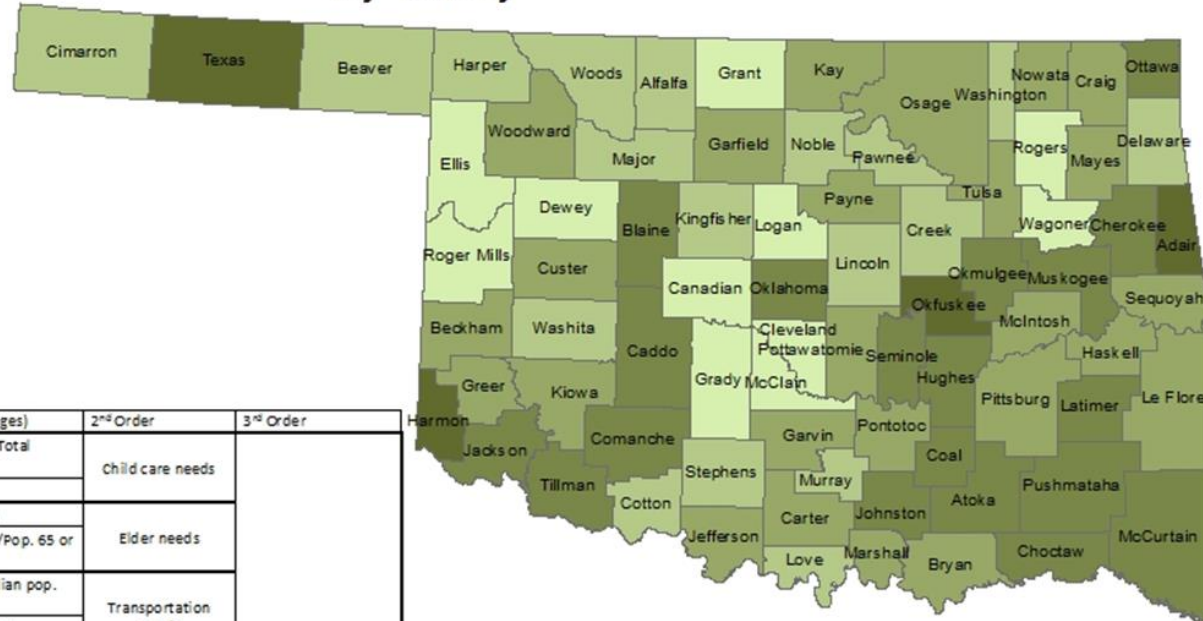 Cimarron
Texas
Beaver
Harper
Woods
Alfalfa
Grant
Kay
Osage
Washington
Nowata
Craig
Ottawa
Woodward
Ellis
Major
Garfield
Noble
Pawnee
Rogers
Mayes
Delaware
Dewey
Blaine
Kingfisher
Logan
Payne
Tulsa
Creek
Wagoner
Cherokee
Adair
Roger Mills
Custer
Canadian
Oklahoma
Lincoln
Okmulgee
Muskogee
Okfuskee
Sequoyah
McIntosh
Beckham
Washita
Caddo
Cleveland
Pottawatomie
Seminole
Haskell
Greer
Kiowa
Grady
McClain
Hughes
Pittsburg
Latimer
Le Flore
Harmon
Jackson
Comanche
Garvin
Pontotoc
Coal
Tillman
Cotton
Stephens
Murray
Atoka
Pushmataha
Jefferson
Carter
Johnston
McCurtain
Love
Marshall
Bryan
Choctaw
ges)
2nd Order
3rd Order
Total
Child care needs
/Pop. 65 or
Elder needs
ian pop.
Transportation